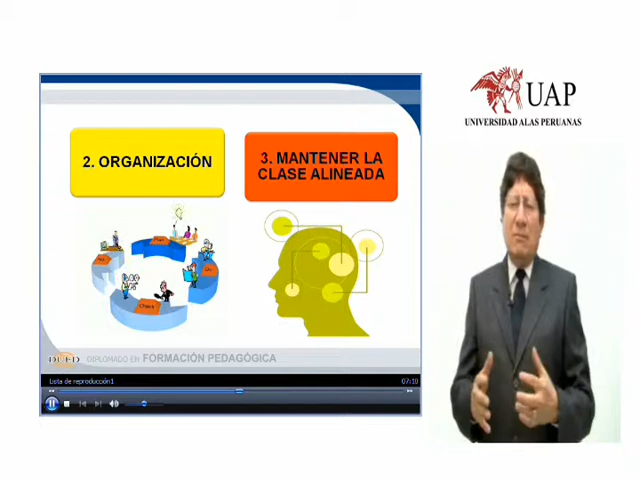 2. ORGANIZACIÓN
3. MANTENER LA
CLASE ALINEADA
DIPLOMADO EN FORMACIÓN PEDAGÓGICA
Lista de reproducción1
07:10
UAP
UNIVERSIDAD ALAS PERUANAS